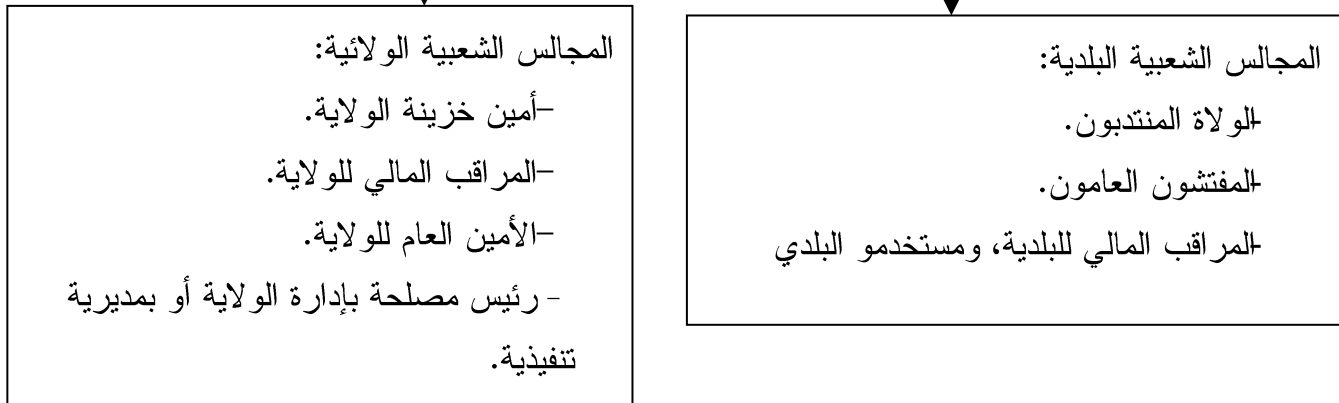 المجالس الشعبية البلدية:
-الولاة المنتدبون.
-المفتشون العامون.
-المراقب المالي للبلدية، ومستخدمو البلدي
المجالس الشعبية الولائية:
-أمين خزينة الولاية.
-المراقب المالي للولاية.
-الأمين العام للولاية.
- رئيس مصلحة بإدارة الولاية أو بمديرية
تنفيذية.